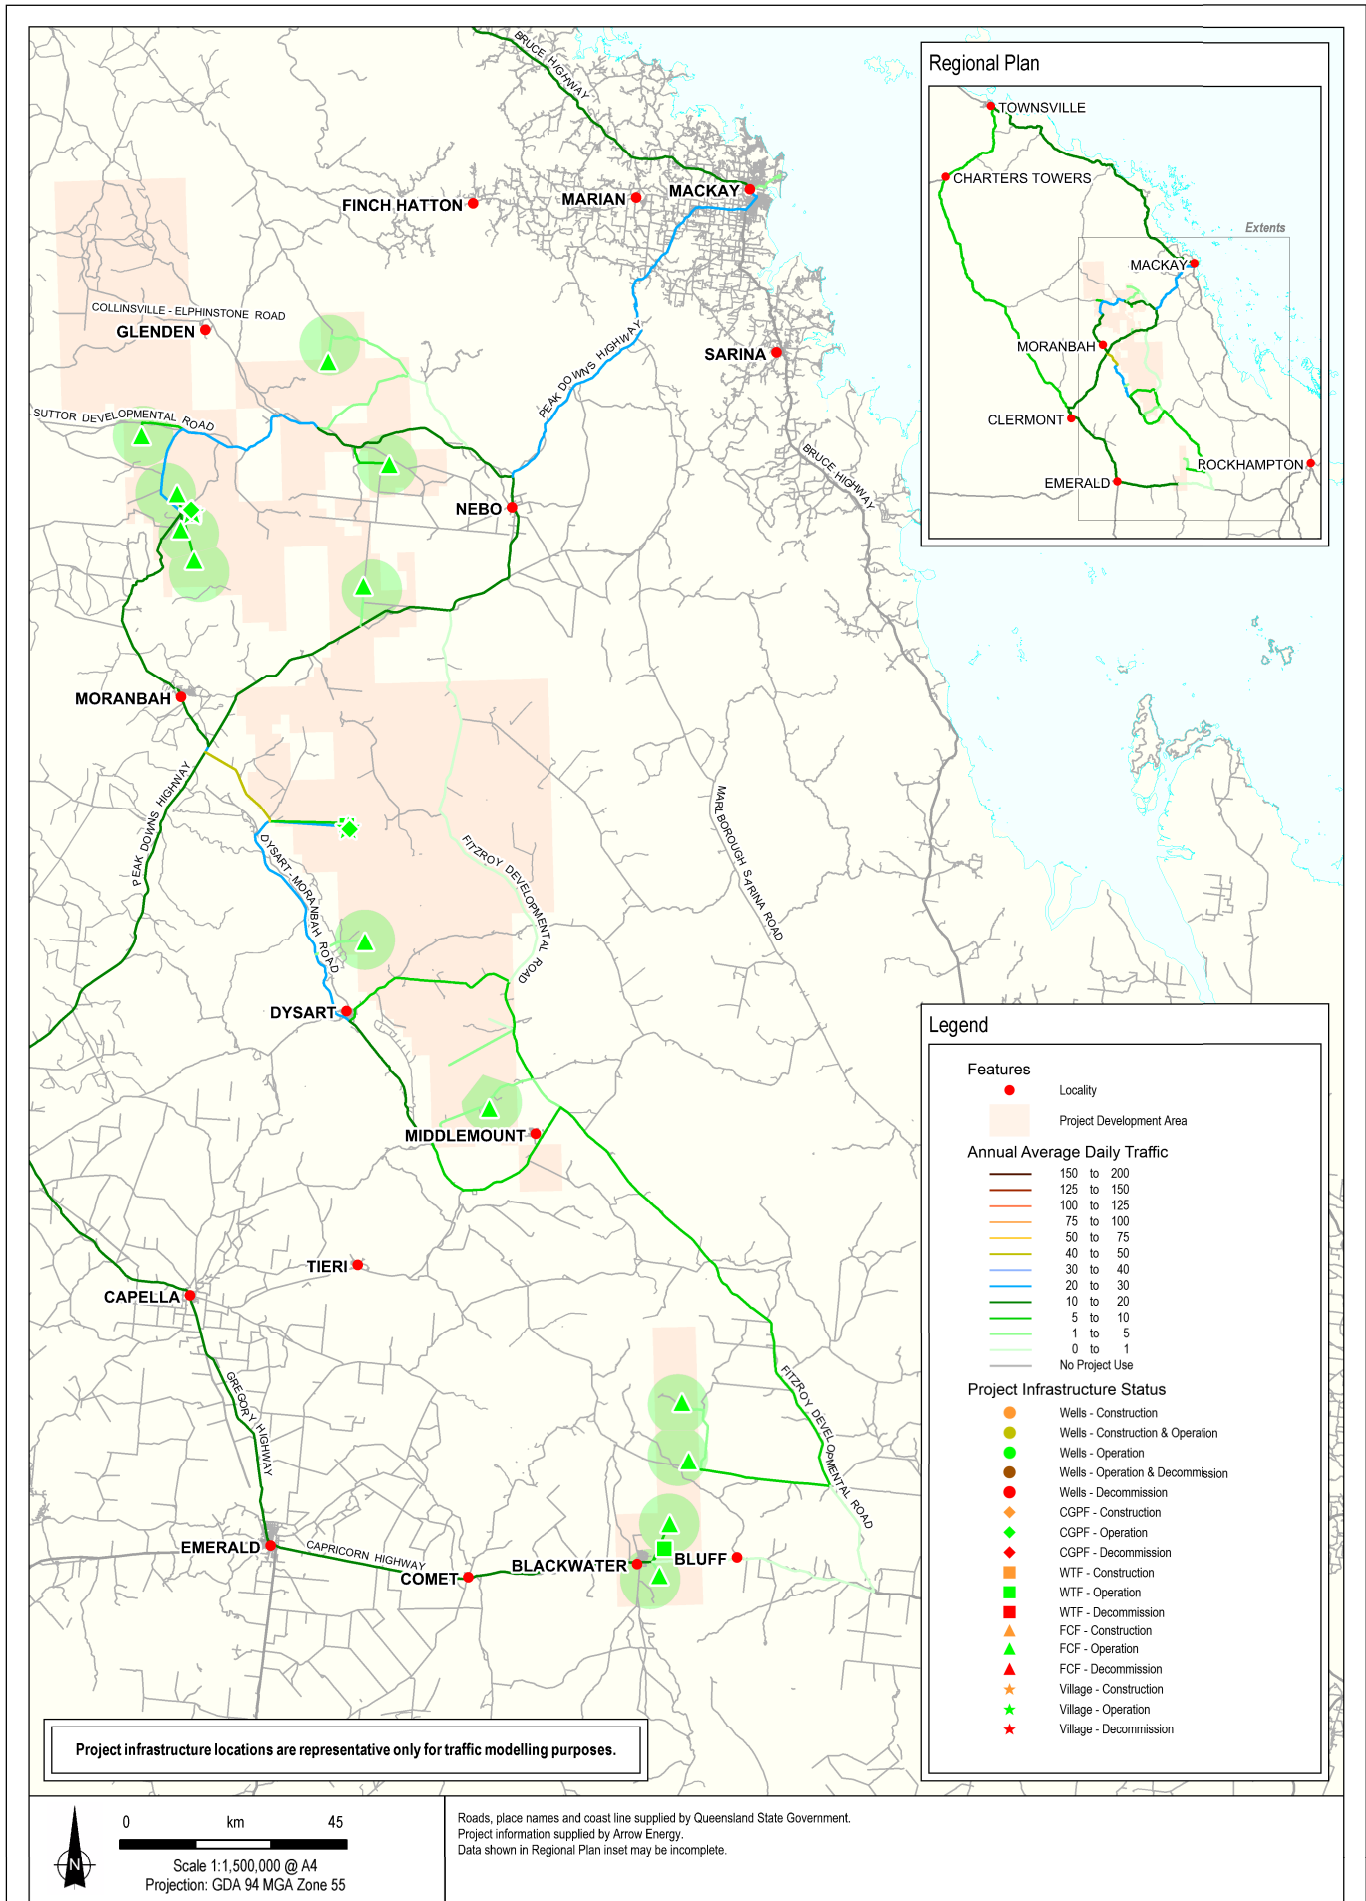 BRUCE HIGHWAY
Regional Plan
TOWNSVILLE
CHARTERS TOWERS
Extents
MACKAY
MORANBAH
CLERMONT
ROCKHAMPTON
EMERALD
FINCH HATTON
MARIAN
MACKAY
COLLINSVILLE - ELPHINSTONE ROAD
GLENDEN
SARINA
PEAK DOWNS HIGHWAY
SUTTOR DEVELOPMENTAL ROAD
BRUCE HIGHWAY
NEBO
MORANBAH
PEAK DOWNS HIGHWAY
DYSART - MORANBAH ROAD
FITZROY DEVELOPMENTAL ROAD
MARLBOROUGH SARINA ROAD
DYSART
MIDDLEMOUNT
TIERI
CAPELLA
GREGORY HIGHWAY
FITZROY DEVELOPMENTAL ROAD
EMERALD
CAPRICORN HIGHWAY
COMET
BLACKWATER
BLUFF
Legend
Features
Locality
Project Development Area
Annual Average Daily Traffic
150 to 200
125 to 150
100 to 125
75 to 100
50 to 75
40 to 50
30 to 40
20 to 30
10 to 20
5 to 10
1 to 5
0 to 1
No Project Use
Project Infrastructure Status
Wells - Construction
Wells - Construction & Operation
Wells - Operation
Wells - Operation & Decommission
Wells - Decommission
CGPF - Construction
CGPF - Operation
CGPF - Decommission
WTF - Construction
WTF - Operation
WTF - Decommission
FCF - Construction
FCF - Operation
FCF - Decommission
Village - Construction
Village - Operation
Village - Decommission
Project infrastructure locations are representative only for traffic modelling purposes.
N
0 km 45
Scale 1:1,500,000 @ A4
Projection: GDA 94 MGA Zone 55
Roads, place names and coast line supplied by Queensland State Government.
Project information supplied by Arrow Energy.
Data shown in Regional Plan inset may be incomplete.